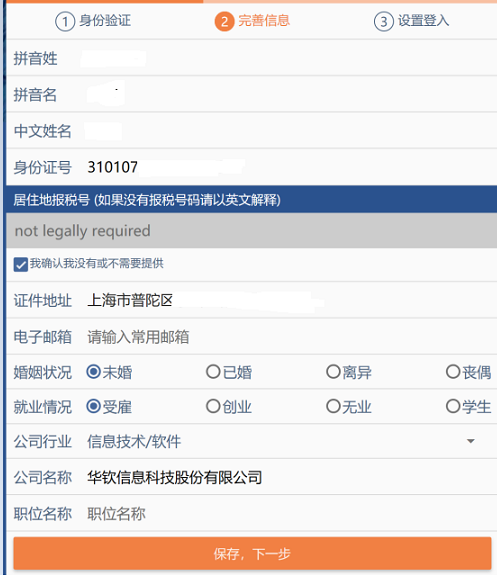 1 身份验证 2 完善信息 3 设置登入
拼音姓
拼音名
中文姓名
身份证号 310107
居住地报税号 (如果没有报税号码请以英文解释)
not legally required
我确认我没有或不需要提供
证件地址 上海市普陀区
电子邮箱 请输入常用邮箱
婚姻状况 未婚 已婚 离异 丧偶
就业情况 受雇 创业 无业 学生
公司行业 信息技术/软件
公司名称 华钦信息科技股份有限公司
职位名称 职位名称
保存，下一步